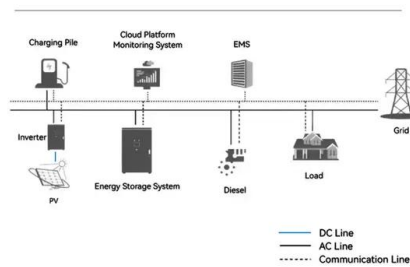 Charging Pile
Cloud Platform
Monitoring System
EMS
Grid
Inverter
PV
Energy Storage System
Diesel
Load
DC Line
AC Line
Communication Line